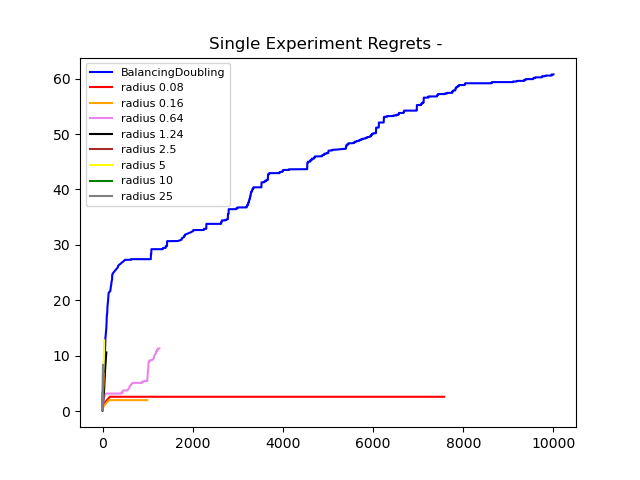 Single Experiment Regrets -
BalancingDoubling
radius 0.08
radius 0.16
radius 0.64
radius 1.24
radius 2.5
radius 5
radius 10
radius 25
60
50
40
30
20
10
0
0 2000 4000 6000 8000 10000